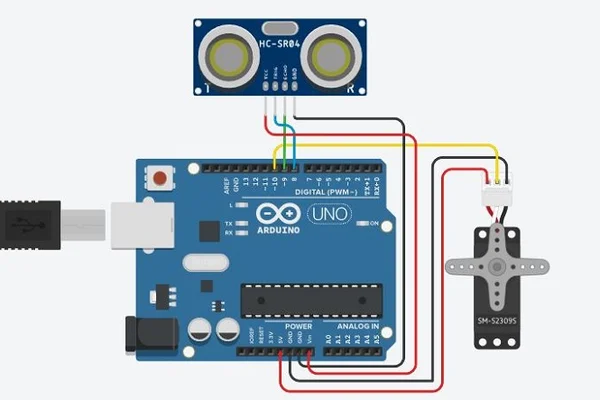 HC-SR04
VCC
TRIG
ECHO
GND
T
R
AREF
GND
13
12
~11
~10
~9
8
7
~6
~5
4
~3
2
TX→1
RX←0
DIGITAL (PWM~)
L
TX
RX
UNO
ON
ARDUINO
POWER
ANALOG IN
IOREF
RESET
3.3V
5V
GND
GND
Vin
A0
A1
A2
A3
A4
A5
SM-S2309S